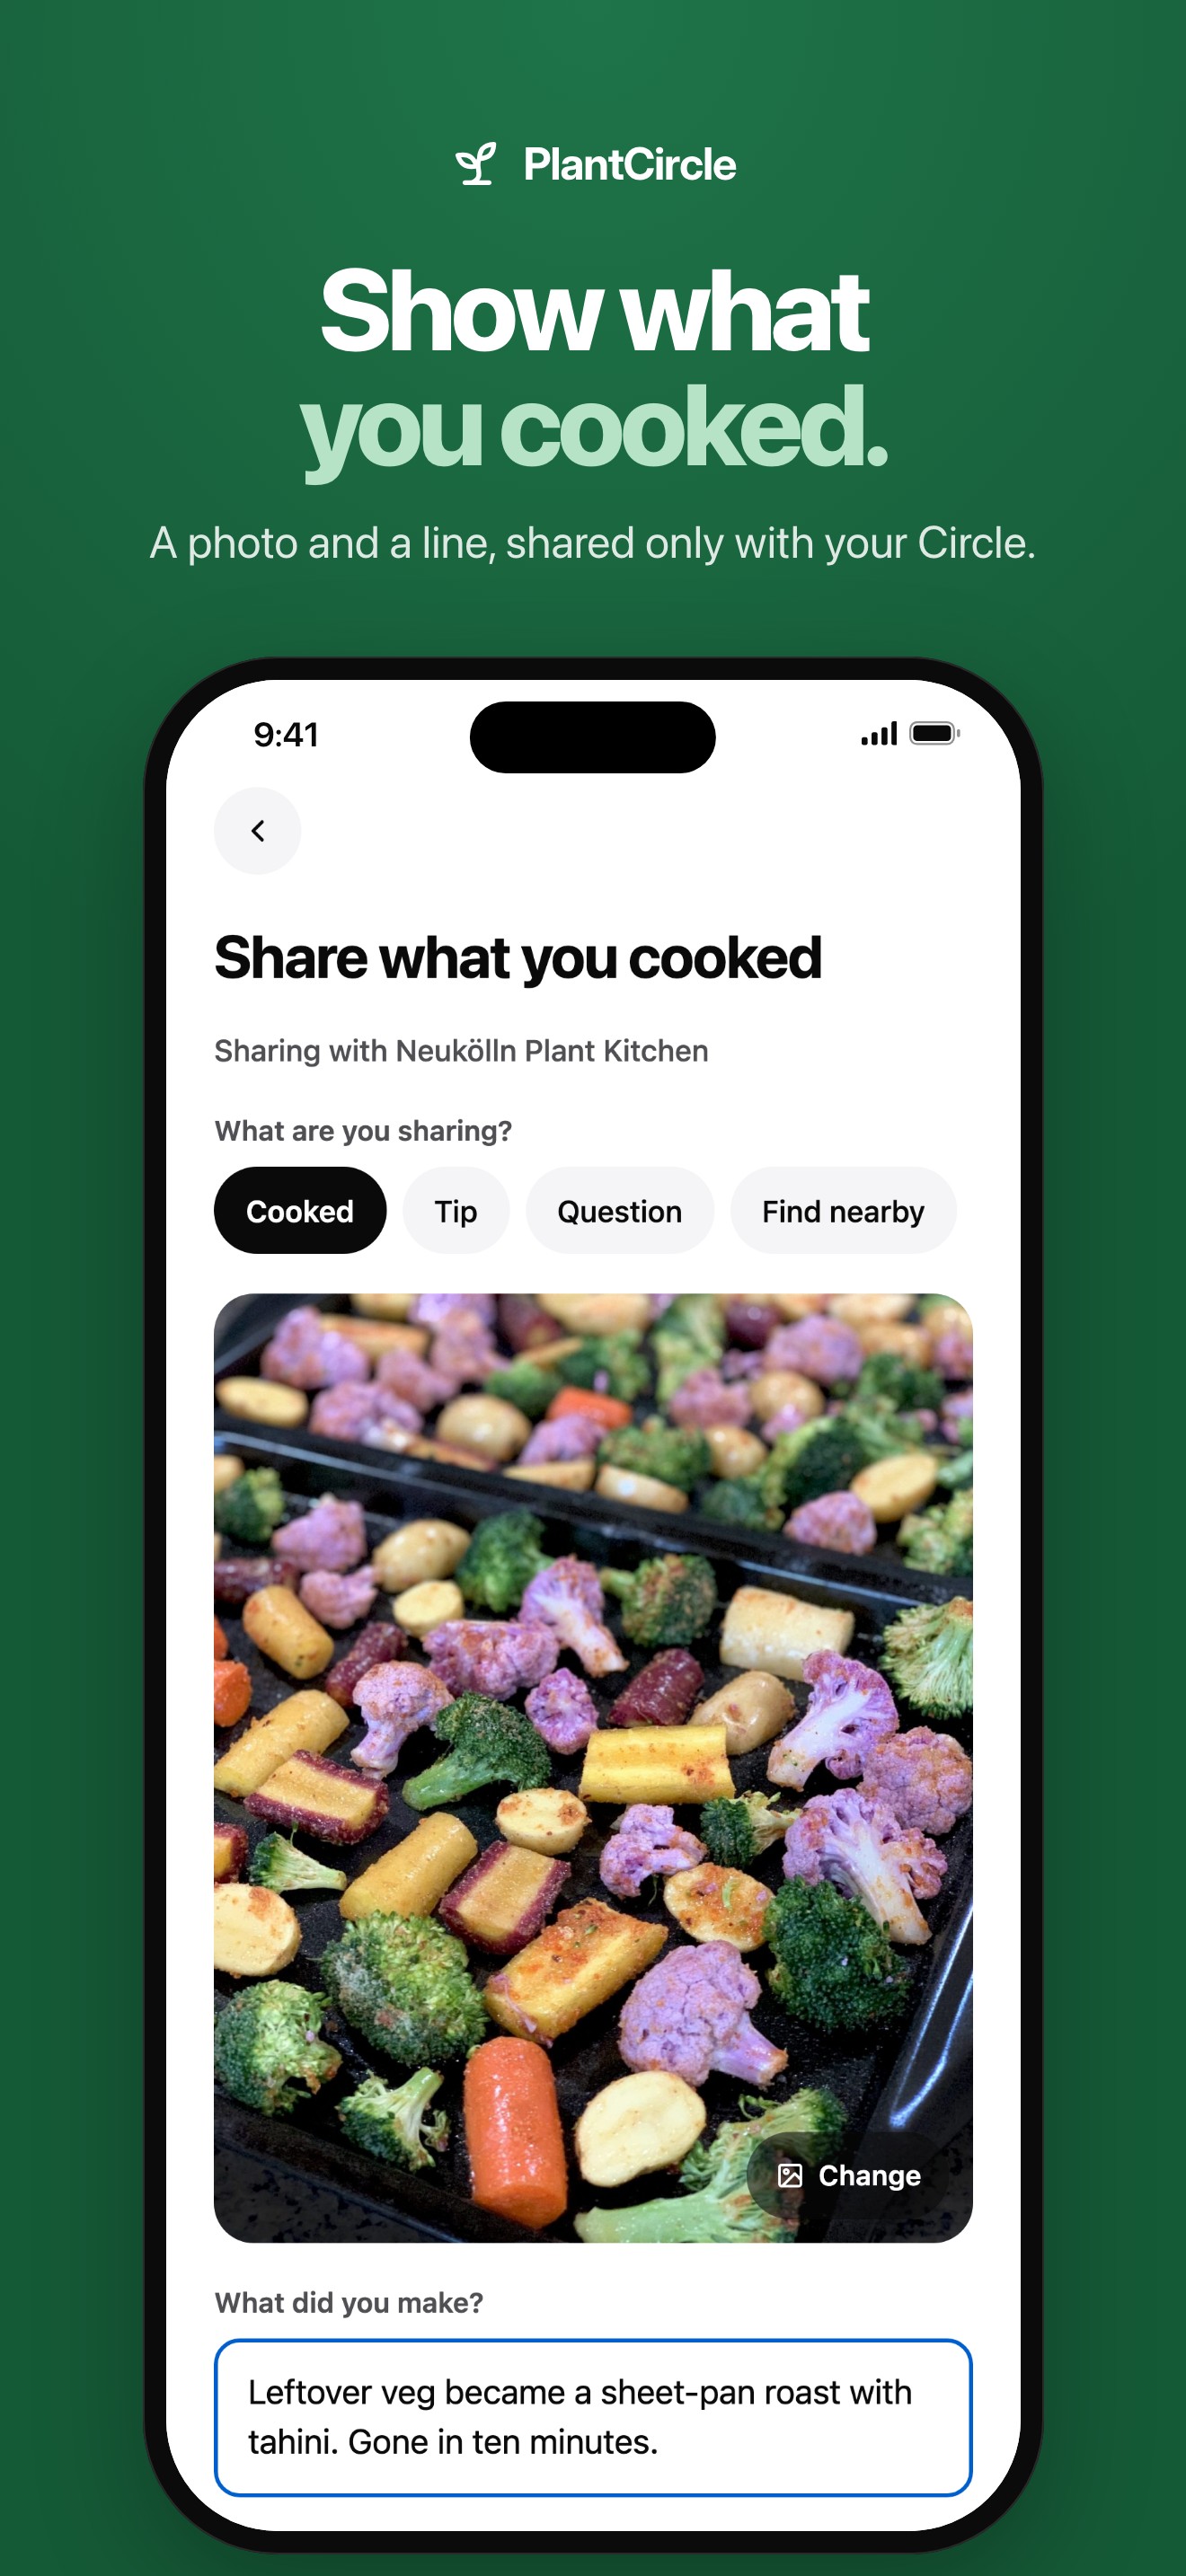 PlantCircle
Show what
you cooked.
A photo and a line, shared only with your Circle.
9:41
Share what you cooked
Sharing with Neukölln Plant Kitchen
What are you sharing?
Cooked Tip Question Find nearby
Change
What did you make?
Leftover veg became a sheet-pan roast with
tahini. Gone in ten minutes.